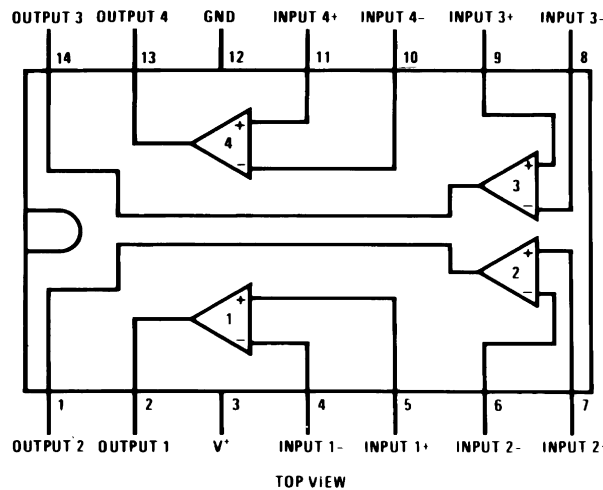 OUTPUT 3 OUTPUT 4 GND INPUT 4+ INPUT 4- INPUT 3+ INPUT 3-
14 13 12 11 10 9 8
+
4
-
+
3
-
+
2
-
+
1
-
1 2 3 4 5 6 7
OUTPUT 2 OUTPUT 1 V+ INPUT 1- INPUT 1+ INPUT 2- INPUT 2+
TOP VIEW